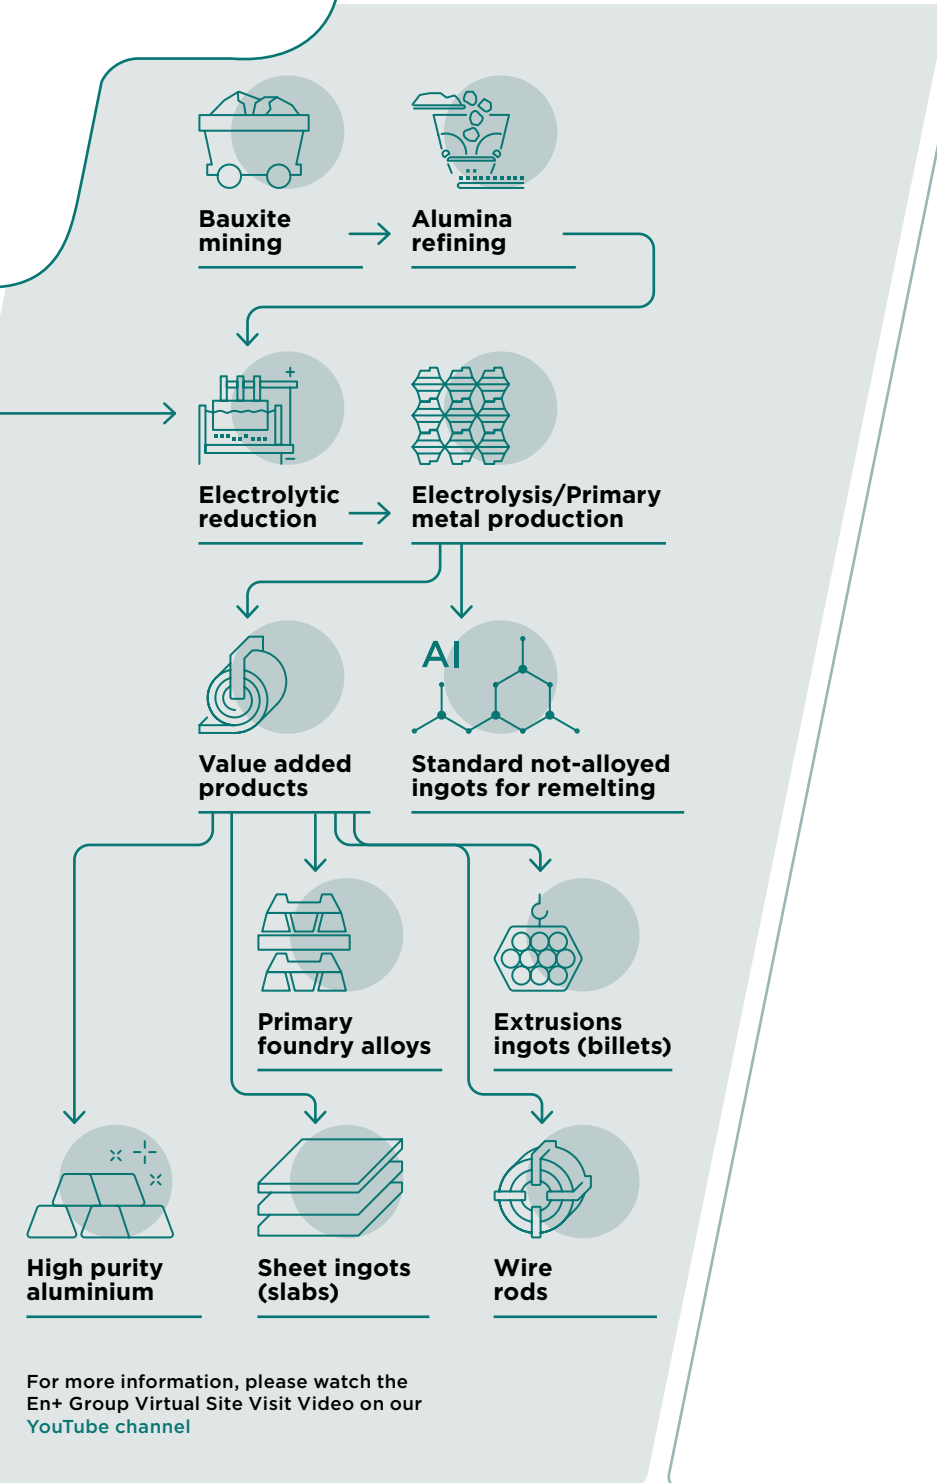 Bauxite
mining
Alumina
refining
+
–
Electrolytic
reduction
Electrolysis/Primary
metal production
Al
Value added
products
Standard not-alloyed
ingots for remelting
Primary
foundry alloys
Extrusions
ingots (billets)
High purity
aluminium
Sheet ingots
(slabs)
Wire
rods
For more information, please watch the
En+ Group Virtual Site Visit Video on our
YouTube channel